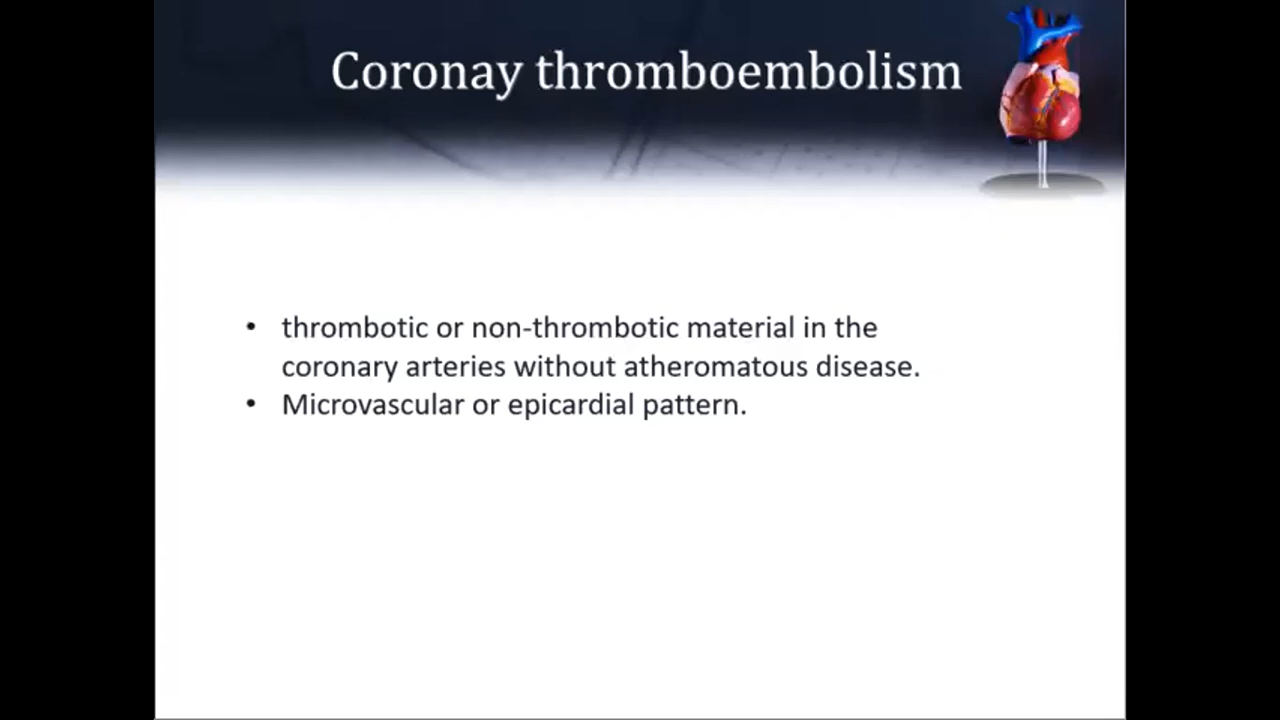 Coronay thromboembolism
• thrombotic or non-thrombotic material in the
coronary arteries without atheromatous disease.
• Microvascular or epicardial pattern.